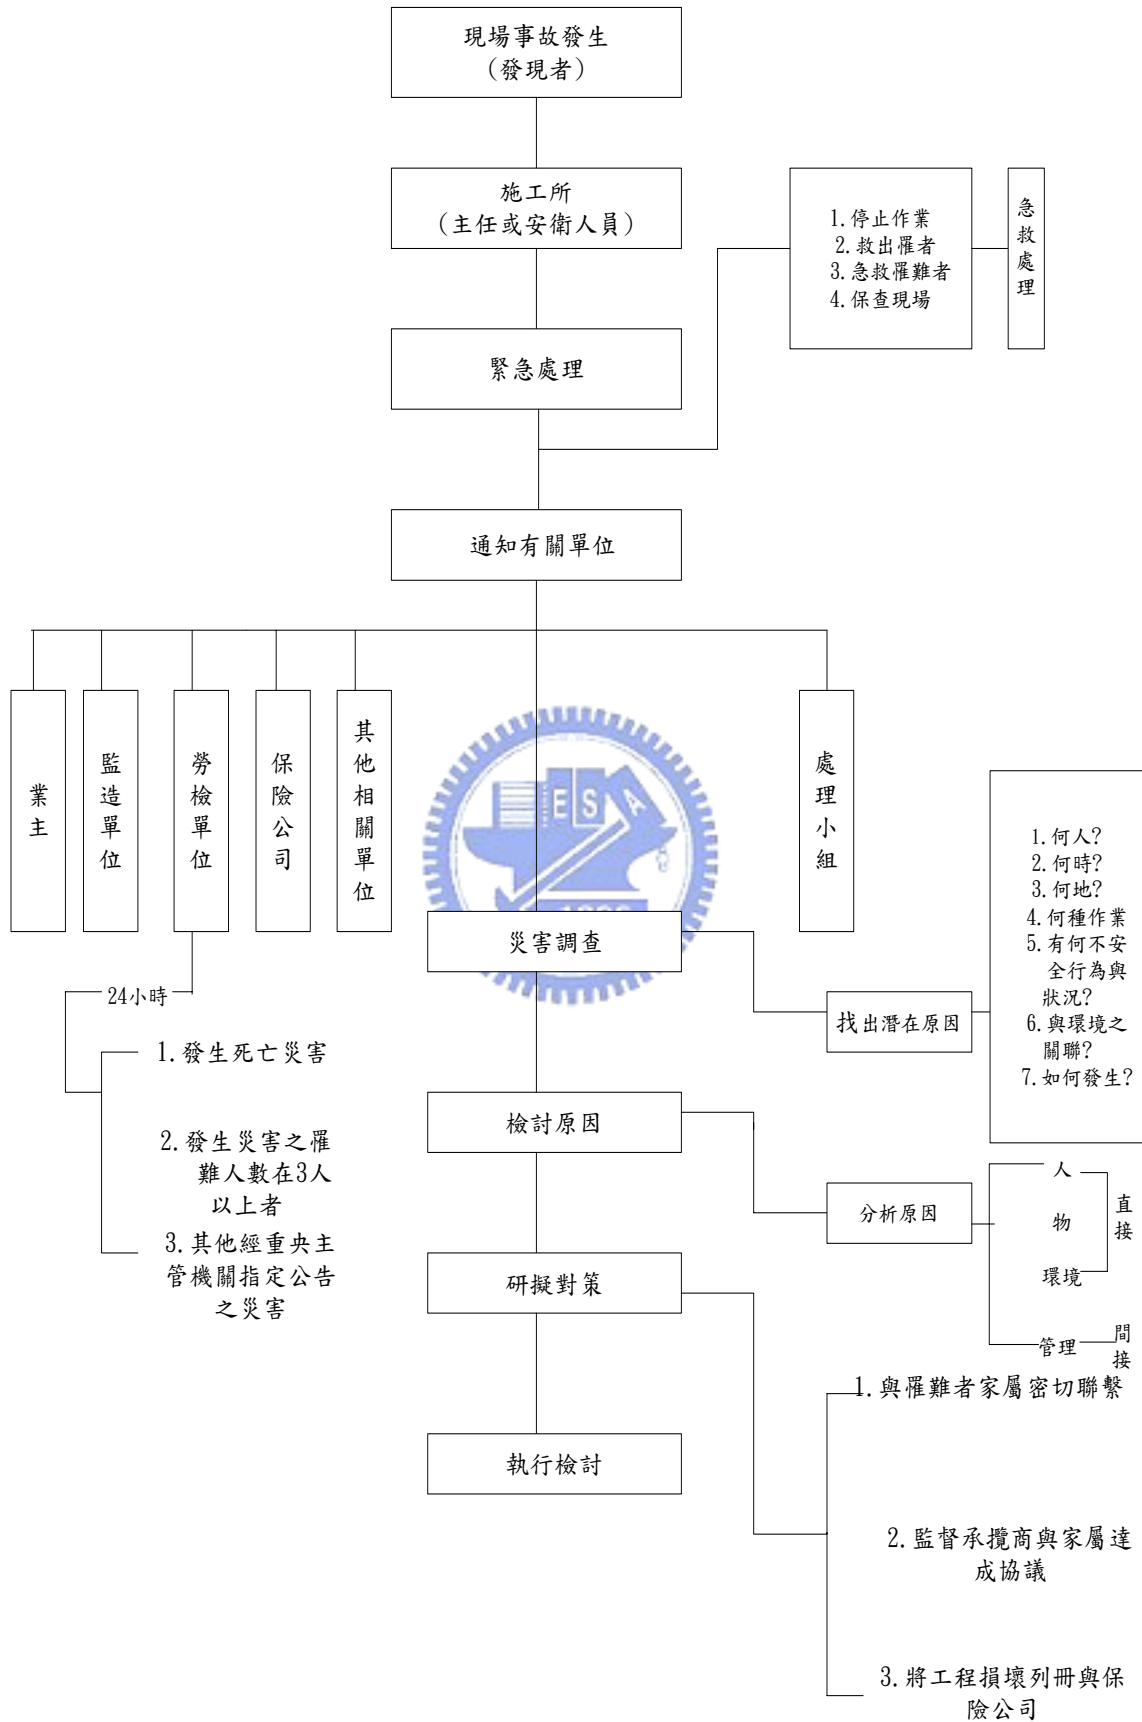 現場事故發生
(發現者)
施工所
(主任或安衛人員)
1.停止作業
2.救出罹者
3.急救罹難者
4.保查現場
急救處理
緊急處理
通知有關單位
業主
監造單位
勞檢單位
保險公司
其他相關單位
處理小組
ESA
1896
災害調查
找出潛在原因
1.何人?
2.何時?
3.何地?
4.何種作業
5.有何不安
全行為與
狀況?
6.與環境之
關聯?
7.如何發生?
24小時
1.發生死亡災害
2.發生災害之罹
難人數在3人
以上者
3.其他經重央主
管機關指定公告
之災害
檢討原因
分析原因
人
物
環境
直接
管理
間接
研擬對策
1.與罹難者家屬密切聯繫
2.監督承攬商與家屬達
成協議
3.將工程損壞列冊與保
險公司
執行檢討